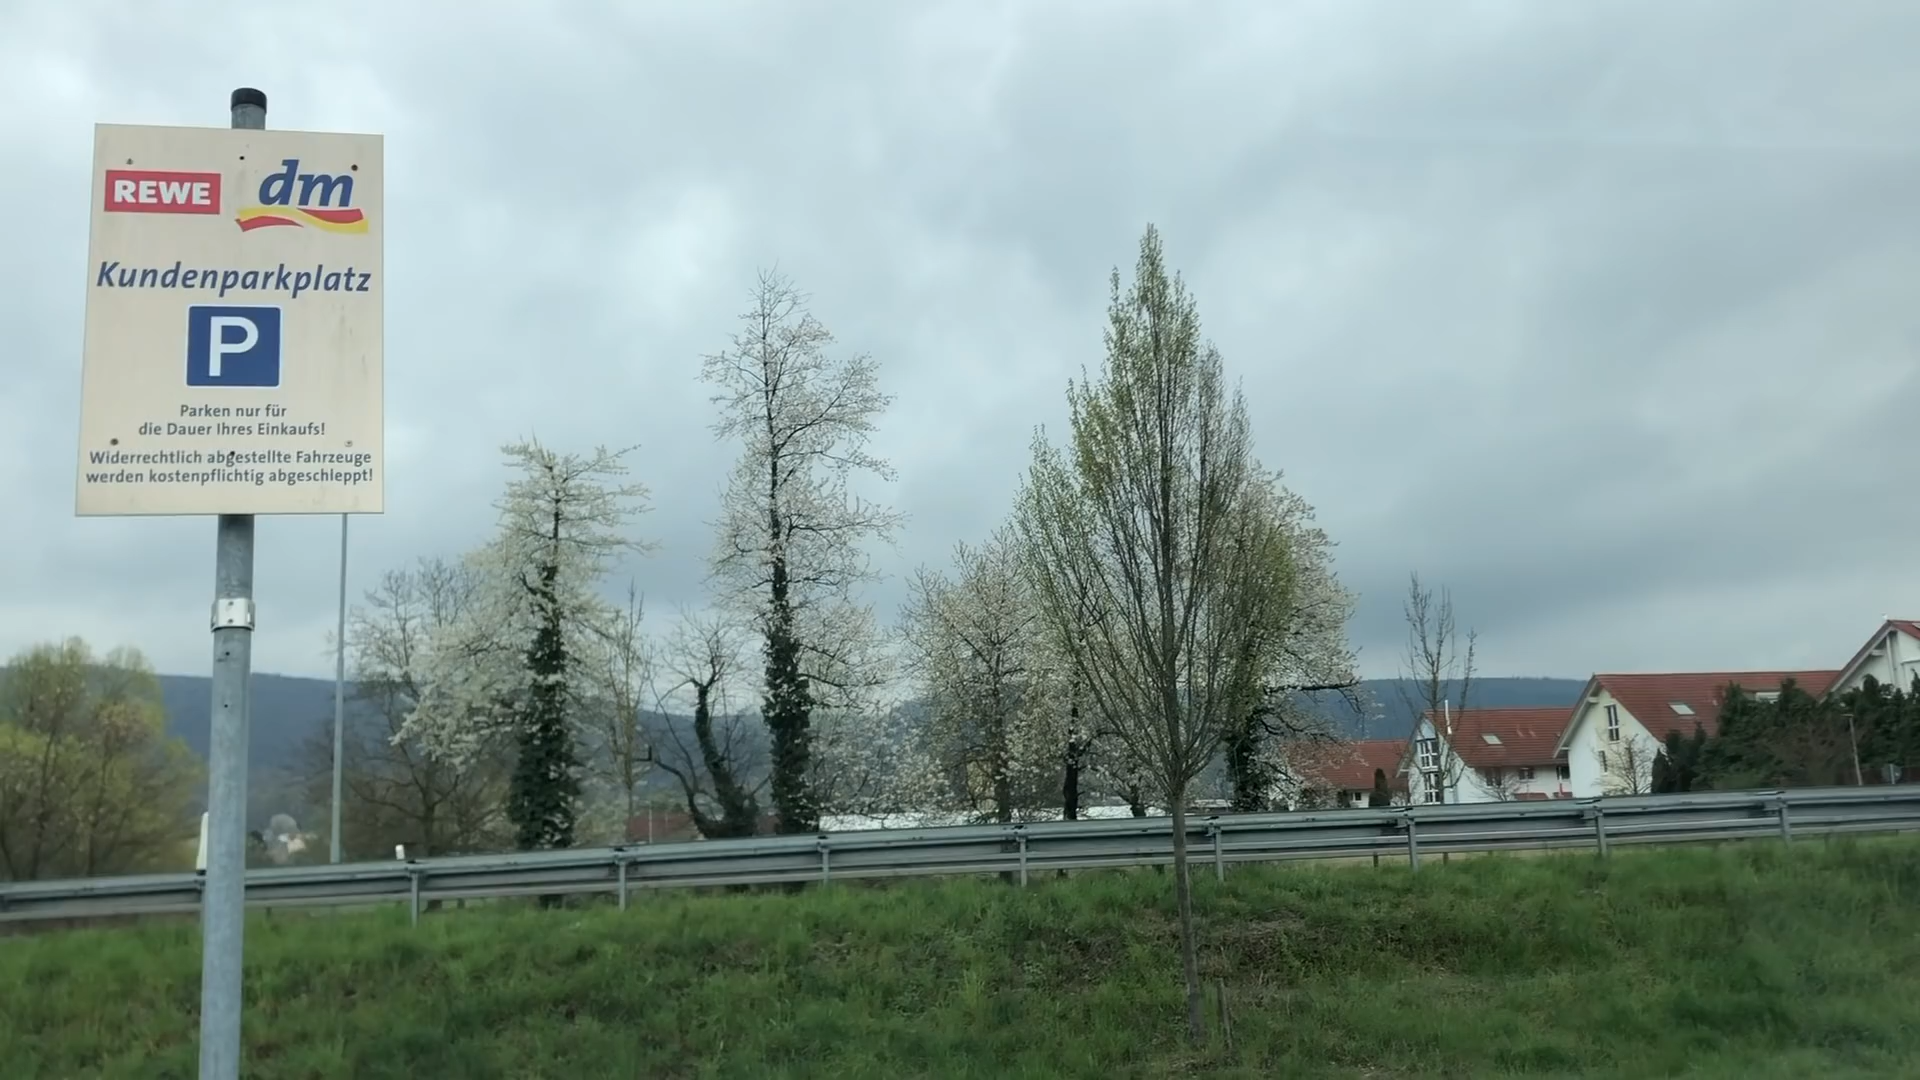 REWE dm
Kundenparkplatz
P
Parken nur für
die Dauer Ihres Einkaufs!
Widerrechtlich abgestellte Fahrzeuge
werden kostenpflichtig abgeschleppt!